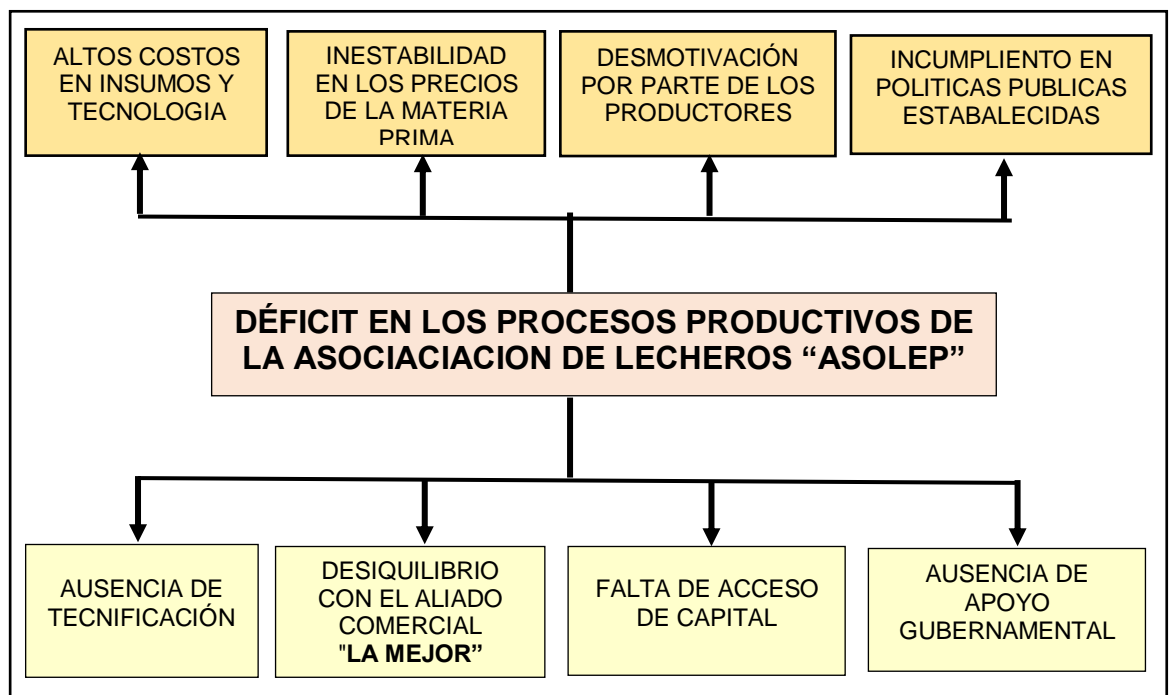 ALTOS COSTOS
EN INSUMOS Y
TECNOLOGIA
INESTABILIDAD
EN LOS PRECIOS
DE LA MATERIA
PRIMA
DESMOTIVACIÓN
POR PARTE DE LOS
PRODUCTORES
INCUMPLIENTO EN
POLITICAS PUBLICAS
ESTABALECIDAS
DÉFICIT EN LOS PROCESOS PRODUCTIVOS DE
LA ASOCIACIACION DE LECHEROS “ASOLEP”
AUSENCIA DE
TECNIFICACIÓN
DESIQUILIBRIO
CON EL ALIADO
COMERCIAL
"LA MEJOR”
FALTA DE ACCESO
DE CAPITAL
AUSENCIA DE
APOYO
GUBERNAMENTAL